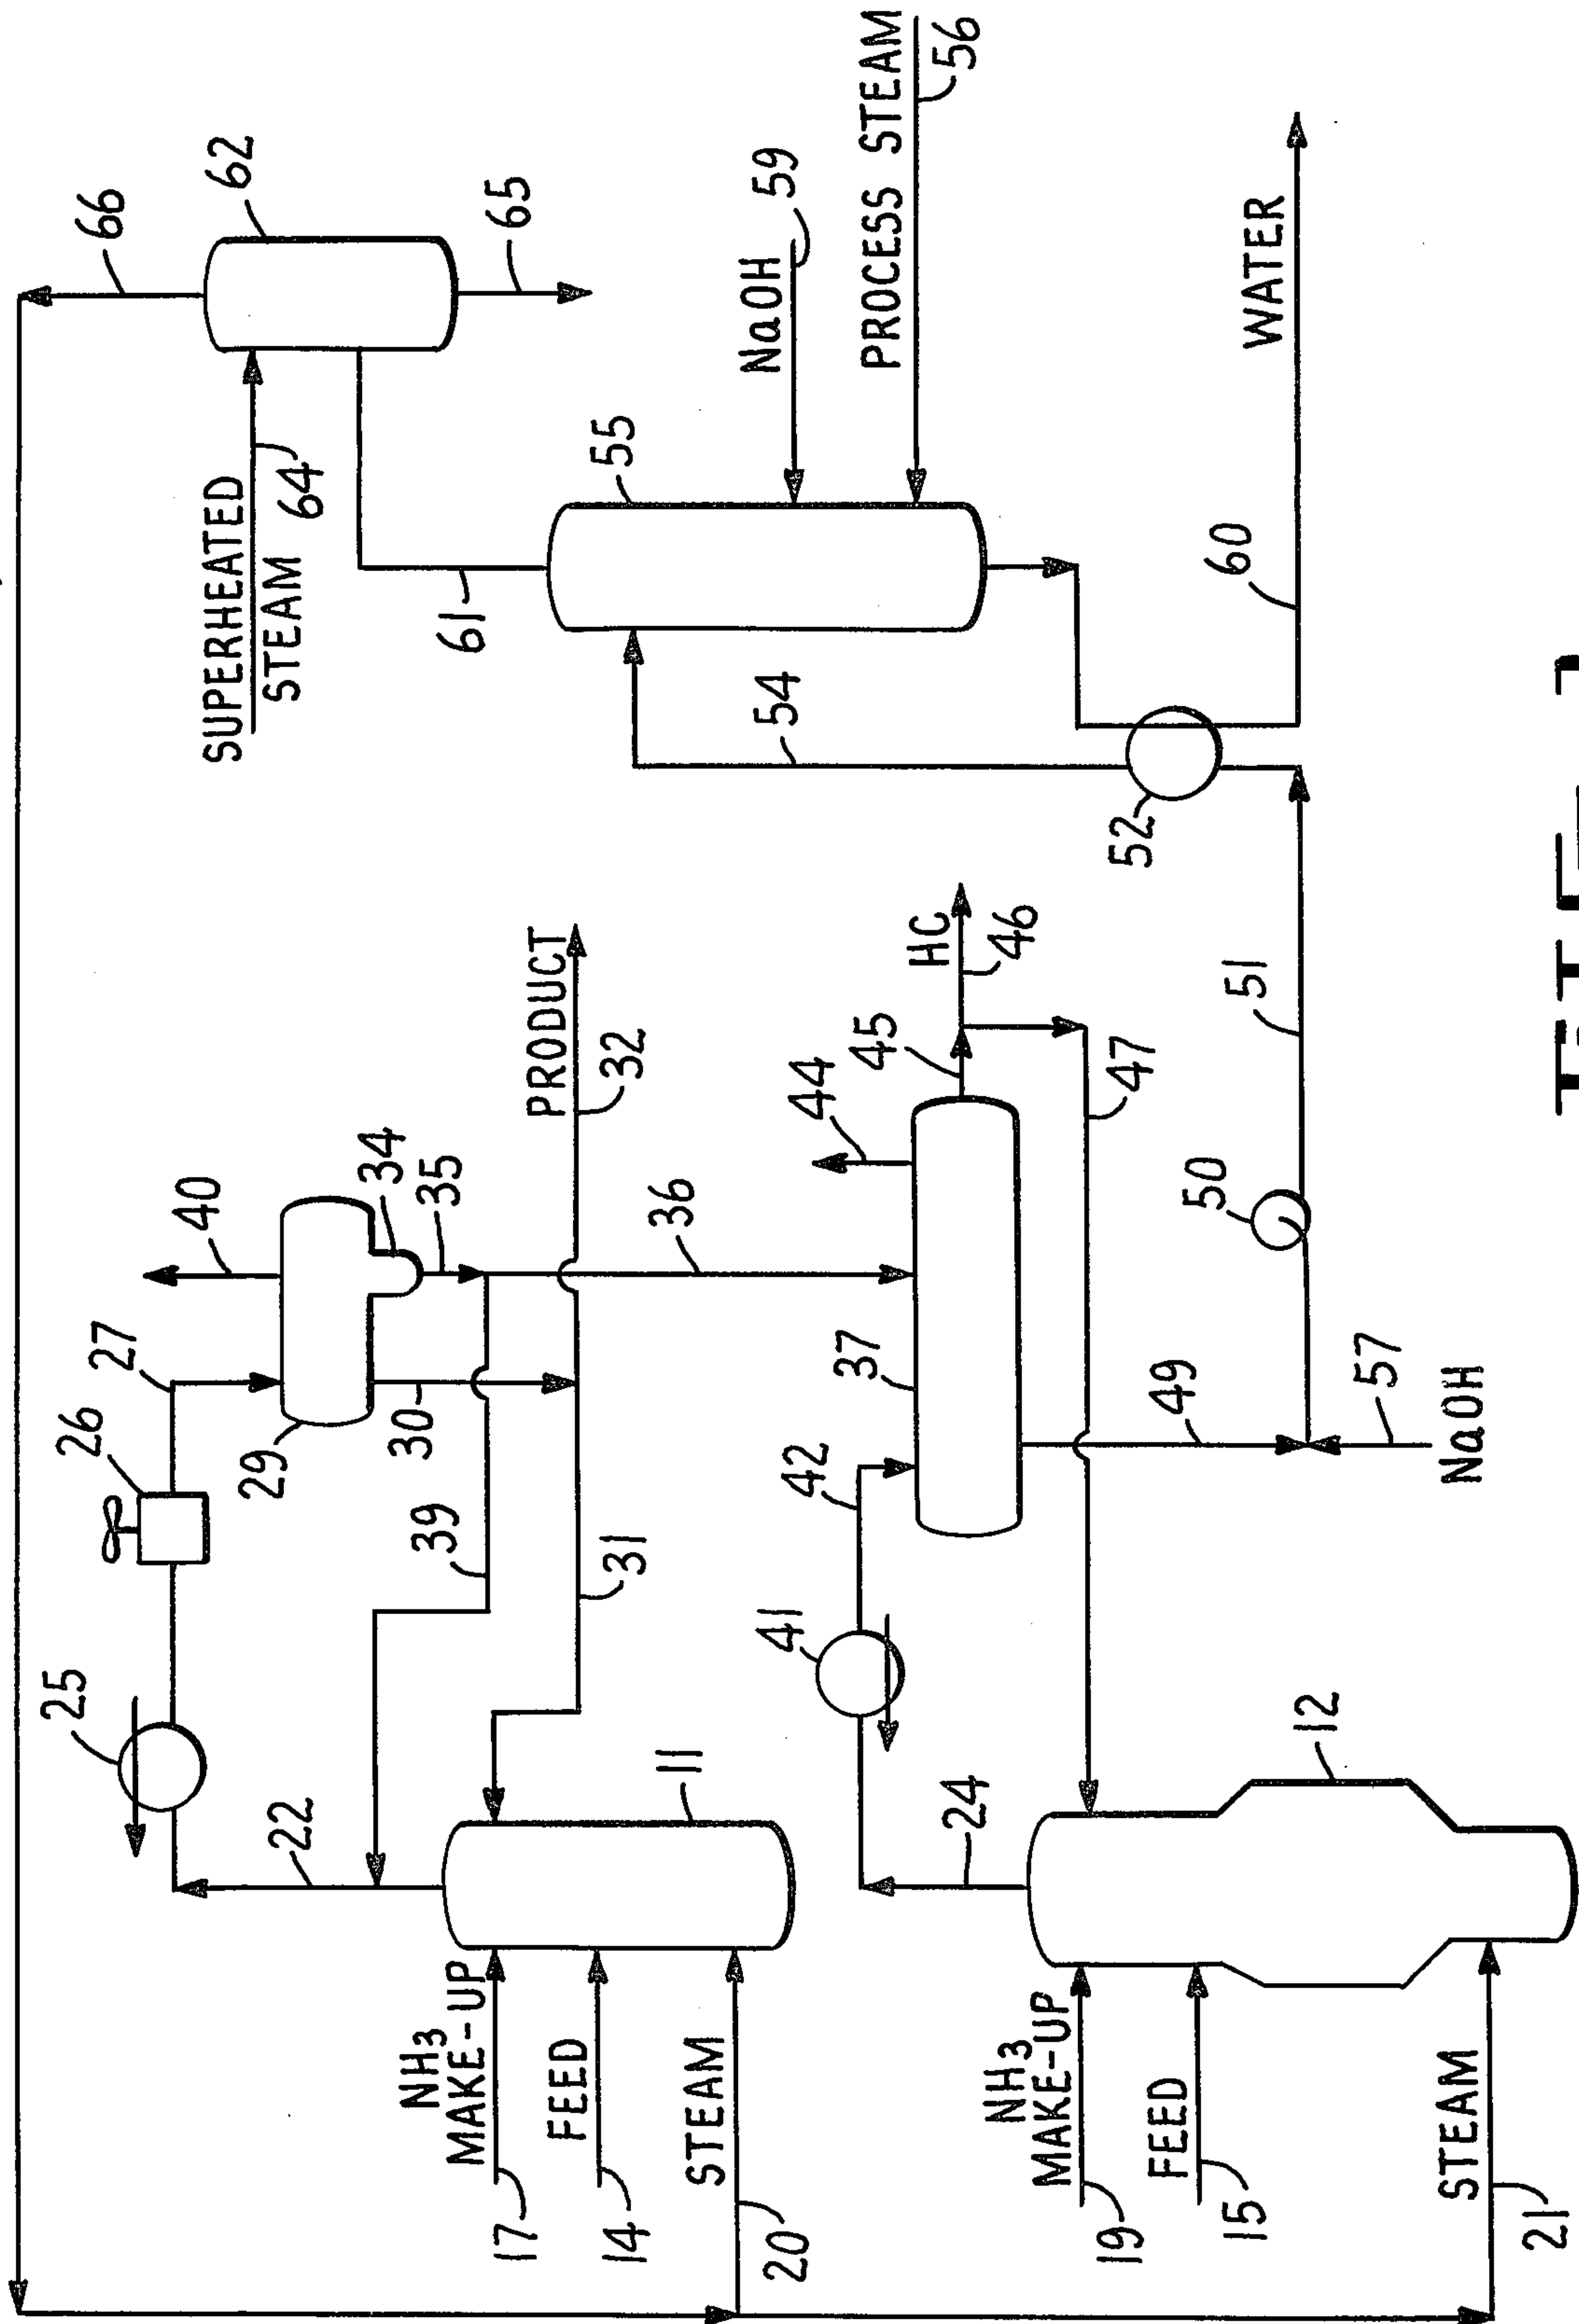 25
26
27
40
66
62
22
29
SUPERHEATED
STEAM
64
65
NH3
MAKE-UP
17
39
30
34
35
61
55
FEED
14
11
31
PRODUCT
32
36
54
NaOH
59
STEAM
20
41
42
37
44
45
HC
46
47
PROCESS STEAM
56
24
NH3
MAKE-UP
19
FEED
15
12
49
50
51
52
60
WATER
57
NaOH
STEAM
21